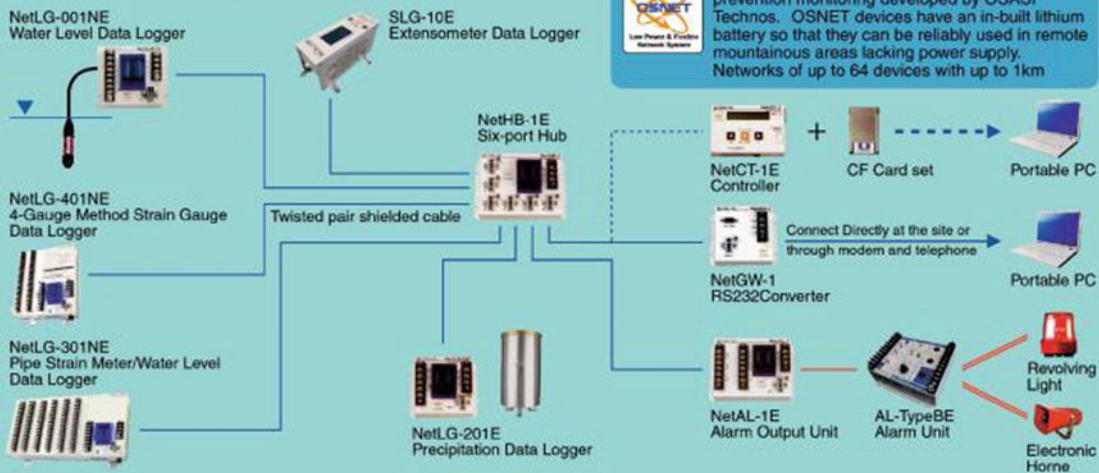 NetLG-001NE
Water Level Data Logger
SLG-10E
Extensometer Data Logger
OSNET
Low Power & Flexible
Network System
prevention monitoring developed by OSASI
Technos. OSNET devices have an in-built lithium
battery so that they can be reliably used in remote
mountainous areas lacking power supply.
Networks of up to 64 devices with up to 1km
NetHB-1E
Six-port Hub
NetCT-1E
Controller
+
CF Card set
Portable PC
NetLG-401NE
4-Gauge Method Strain Gauge
Data Logger
Twisted pair shielded cable
Connect Directly at the site or
through modem and telephone
NetGW-1
RS232Converter
Portable PC
NetLG-301NE
Pipe Strain Meter/Water Level
Data Logger
NetLG-201E
Precipitation Data Logger
NetAL-1E
Alarm Output Unit
AL-TypeBE
Alarm Unit
Revolving
Light
Electronic
Horne